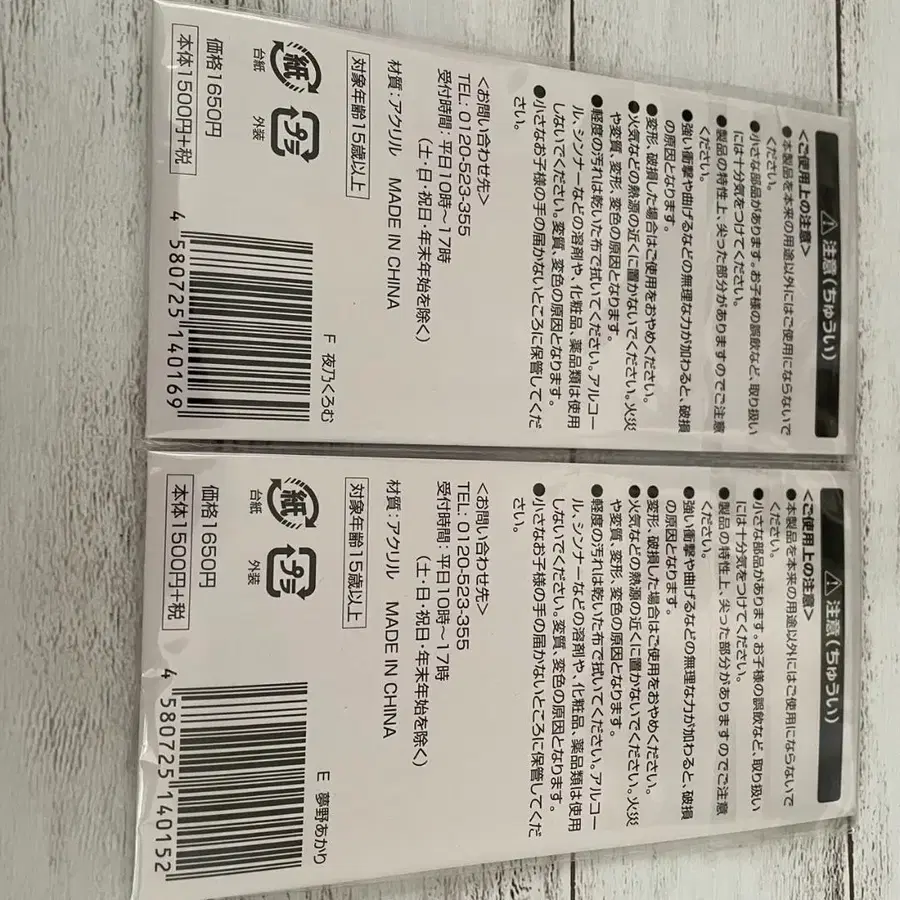 ⚠注意(ちゅうい)
<ご使用上の注意>
●本製品を本来の用途以外にはご使用にならないで
ください。
●小さな部品があります。お子様の誤飲など、取り扱い
には十分気をつけてください。
●製品の特性上、尖った部分がありますのでご注意
ください。
●強い衝撃や曲げるなどの無理な力が加わると、破損
の原因となります。
●変形、破損した場合はご使用をおやめください。
●火気などの熱源の近くに置かないでください。火災
や変質、変形、変色の原因となります。
●軽度の汚れは乾いた布で拭いてください。アルコー
ル、シンナーなどの溶剤や、化粧品、薬品類は使用
しないでください。変質、変色の原因となります。
●小さなお子様の手の届かないところに保管してくだ
さい。
<お問い合わせ先>
TEL:0120-523-355
受付時間:平日10時〜17時
(土・日・祝日・年末年始を除く)
材質:アクリル MADE IN CHINA
対象年齢15歳以上
F 夜乃くろむ
紙
台紙
プラ
外装
価格1650円
本体1500円+税
4 580725 140169
⚠注意(ちゅうい)
<ご使用上の注意>
●本製品を本来の用途以外にはご使用にならないで
ください。
●小さな部品があります。お子様の誤飲など、取り扱い
には十分気をつけてください。
●製品の特性上、尖った部分がありますのでご注意
ください。
●強い衝撃や曲げるなどの無理な力が加わると、破損
の原因となります。
●変形、破損した場合はご使用をおやめください。
●火気などの熱源の近くに置かないでください。火災
や変質、変形、変色の原因となります。
●軽度の汚れは乾いた布で拭いてください。アルコー
ル、シンナーなどの溶剤や、化粧品、薬品類は使用
しないでください。変質、変色の原因となります。
●小さなお子様の手の届かないところに保管してくだ
さい。
<お問い合わせ先>
TEL:0120-523-355
受付時間:平日10時〜17時
(土・日・祝日・年末年始を除く)
材質:アクリル MADE IN CHINA
対象年齢15歳以上
E 夢野あかり
紙
台紙
プラ
外装
価格1650円
本体1500円+税
4 580725 140152